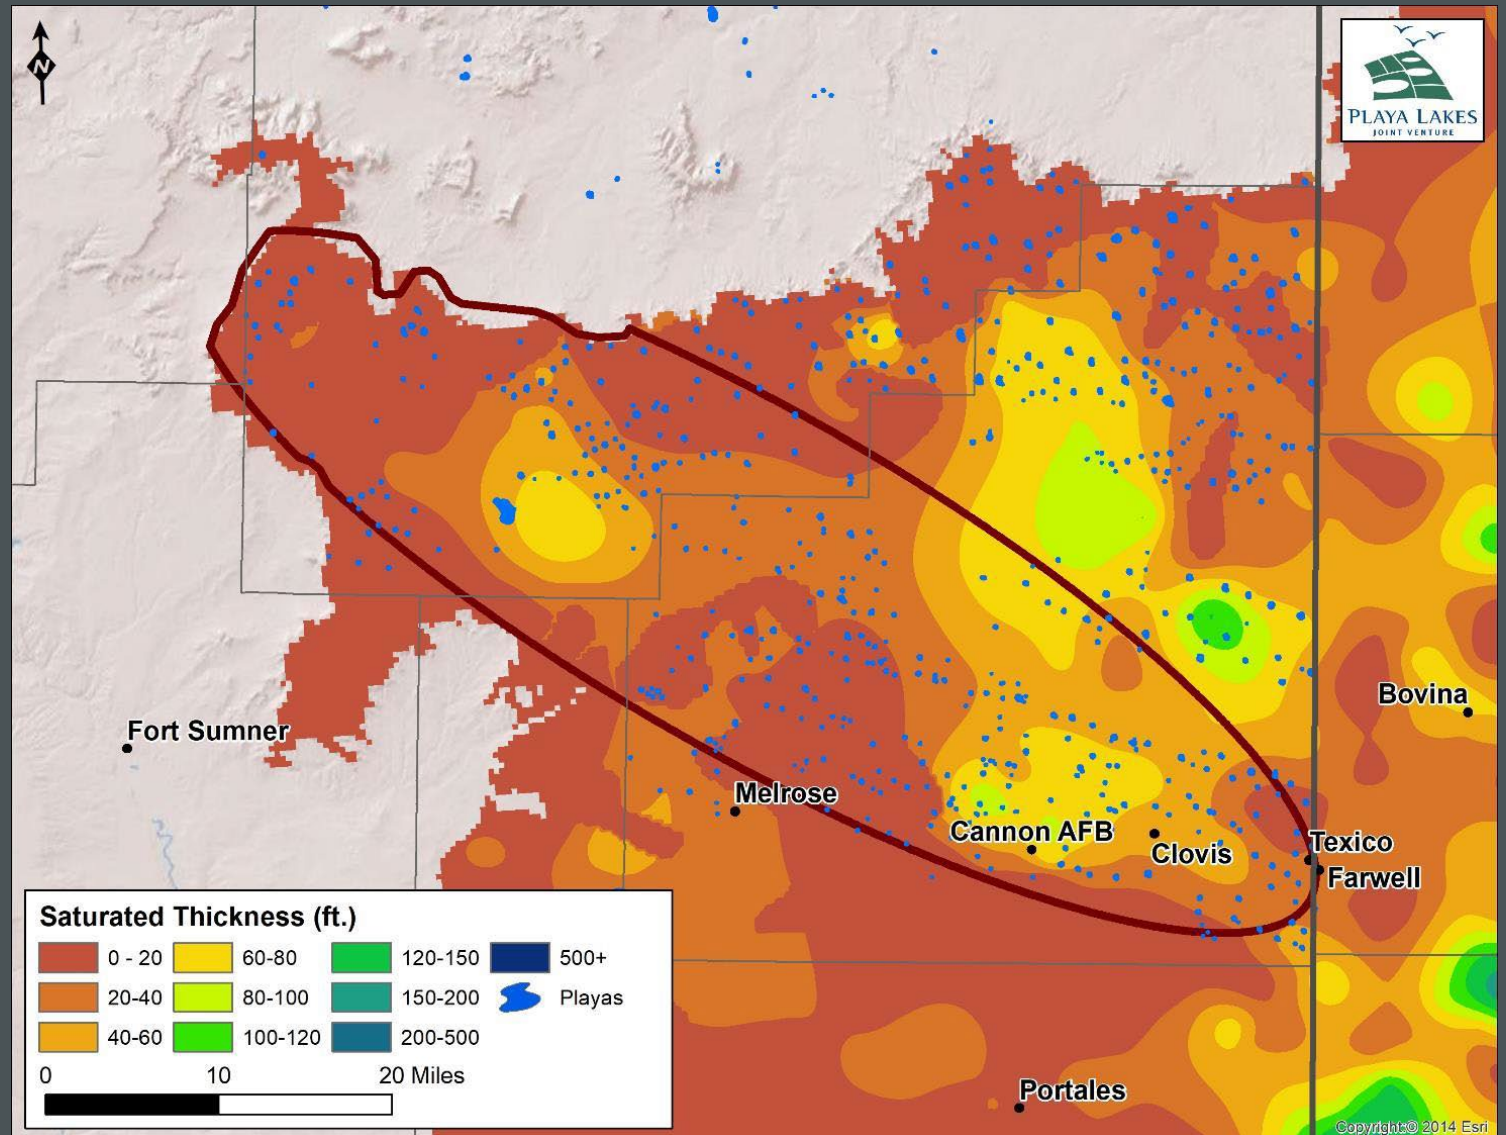 N
PLAYA LAKES
JOINT VENTURE
Bovina
Fort Sumner
Melrose
Cannon AFB
Clovis
Texico
Farwell
Saturated Thickness (ft.)
0 - 20 60-80 120-150 500+
20-40 80-100 150-200 Playas
40-60 100-120 200-500
0 10 20 Miles
Portales
Copyright:© 2014 Esri